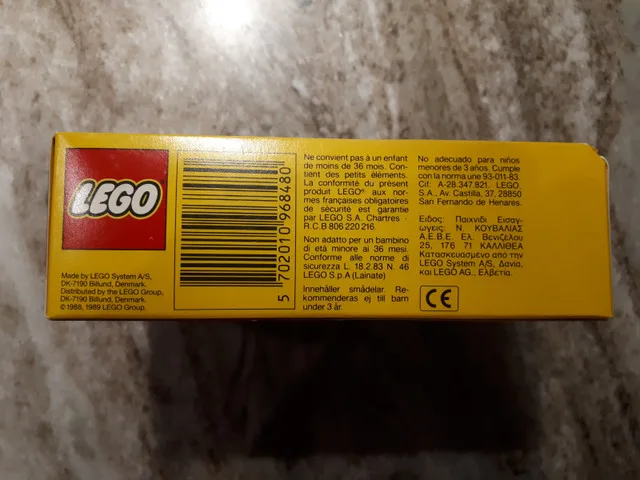 LEGO
Made by LEGO System A/S,
DK-7190 Billund, Denmark.
Distributed by the LEGO Group,
DK-7190 Billund, Denmark.
©1988, 1989 LEGO Group.
5 702010 968480
Ne convient pas à un enfant
de moins de 36 mois. Con-
tient des petits éléments.
La conformité du présent
produit LEGO® aux nor-
mes françaises obligatoires
de sécurité est garantie
par LEGO S.A. Chartres -
R.C.B 806 220 216.
Non adatto per un bambino
di età minore ai 36 mesi.
Conforme alle norme di
sicurezza L. 18.2.83 N. 46
LEGO S.p.A (Lainate)
Innehåller smådelar. Re-
kommenderas ej till barn
under 3 år.
No adecuado para niños
menores de 3 años. Cumple
con la norma une 93-011-83.
Cif: A-28.347.821. LEGO,
S.A., Av. Castilla, 37, 28850
San Fernando de Henares.
Ειδος: Παιχνιδι Εισαγ-
ωγεις: Ν. ΚΟΥΒΑΛΙΑΣ
Α.Ε.Β.Ε. Ελ. Βενιζελου
25, 176 71 ΚΑΛΛΙΘΕΑ
Κατασκευασμενο απο την
LEGO System A/S, Δανια,
και LEGO AG., Ελβετια.
CE